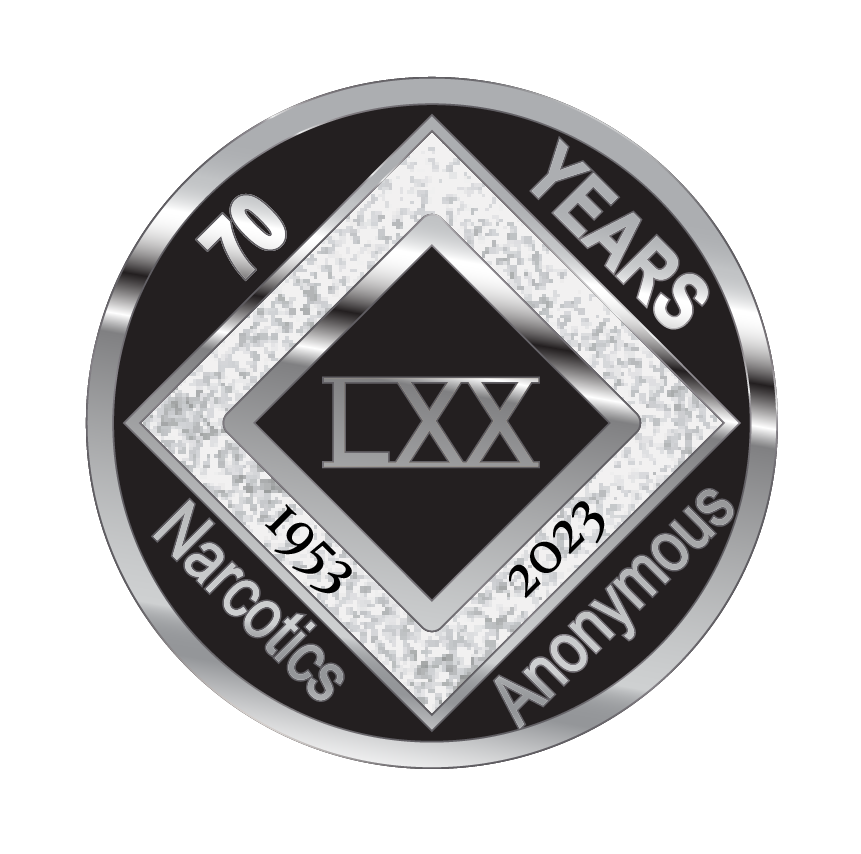 70 YEARS
LXX
1953 2023
Narcotics Anonymous